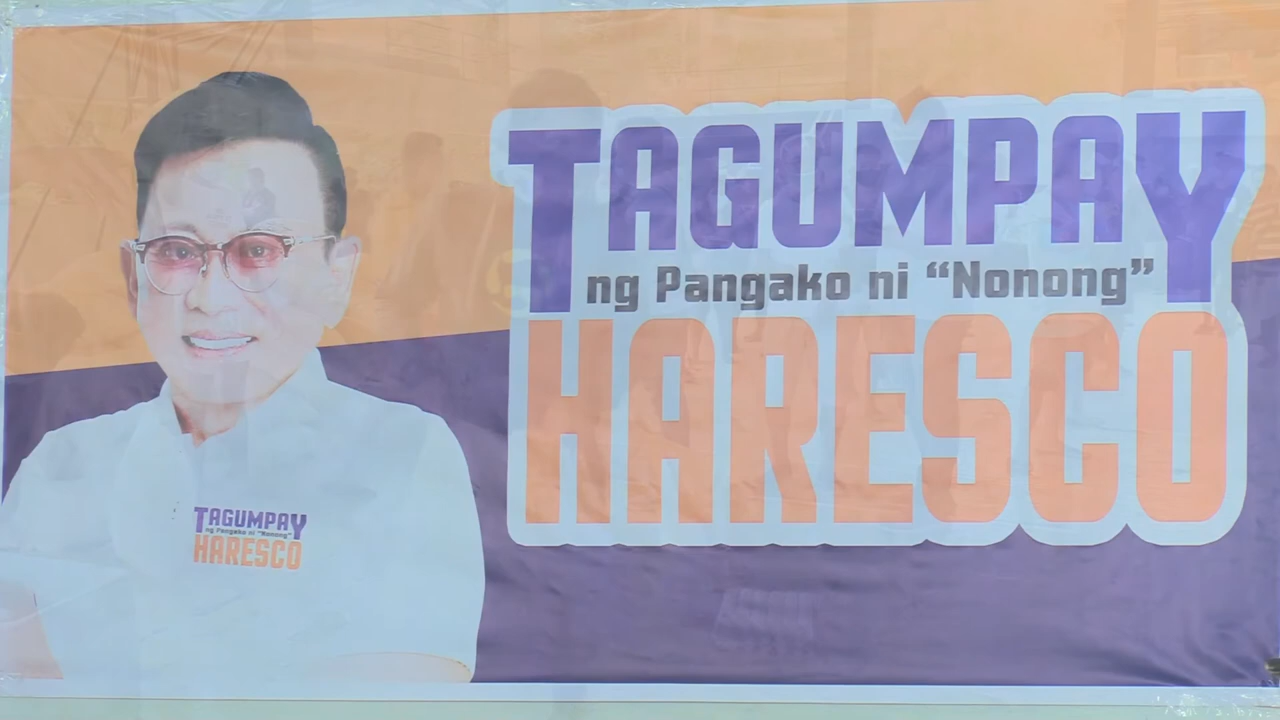 TAGUMPAY
ng Pangako ni “Nonong”
HARESCO
TAGUMPAY
ng Pangako ni “Nonong”
HARESCO